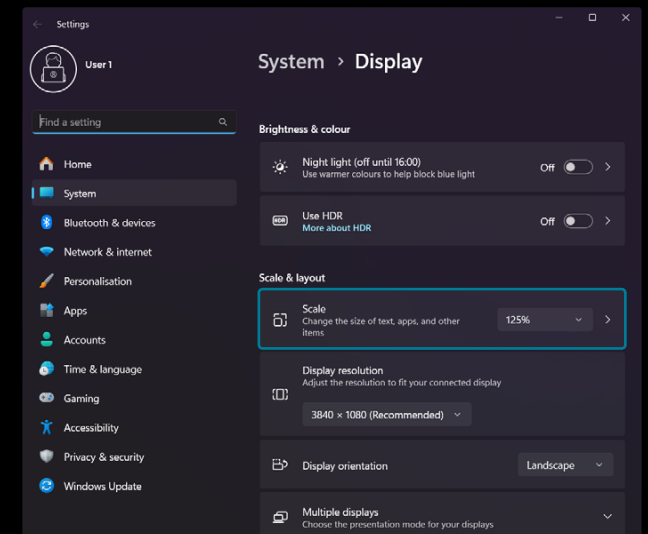 Settings
User 1
System > Display
Find a setting
Home
System
Bluetooth & devices
Network & internet
Personalisation
Apps
Accounts
Time & language
Gaming
Accessibility
Privacy & security
Windows Update
Brightness & colour
Night light (off until 16:00)
Use warmer colours to help block blue light
Off
HDR
Use HDR
More about HDR
Off
Scale & layout
Scale
Change the size of text, apps, and other
items
125%
Display resolution
Adjust the resolution to fit your connected display
3840 × 1080 (Recommended)
Display orientation
Landscape
Multiple displays
Choose the presentation mode for your displays